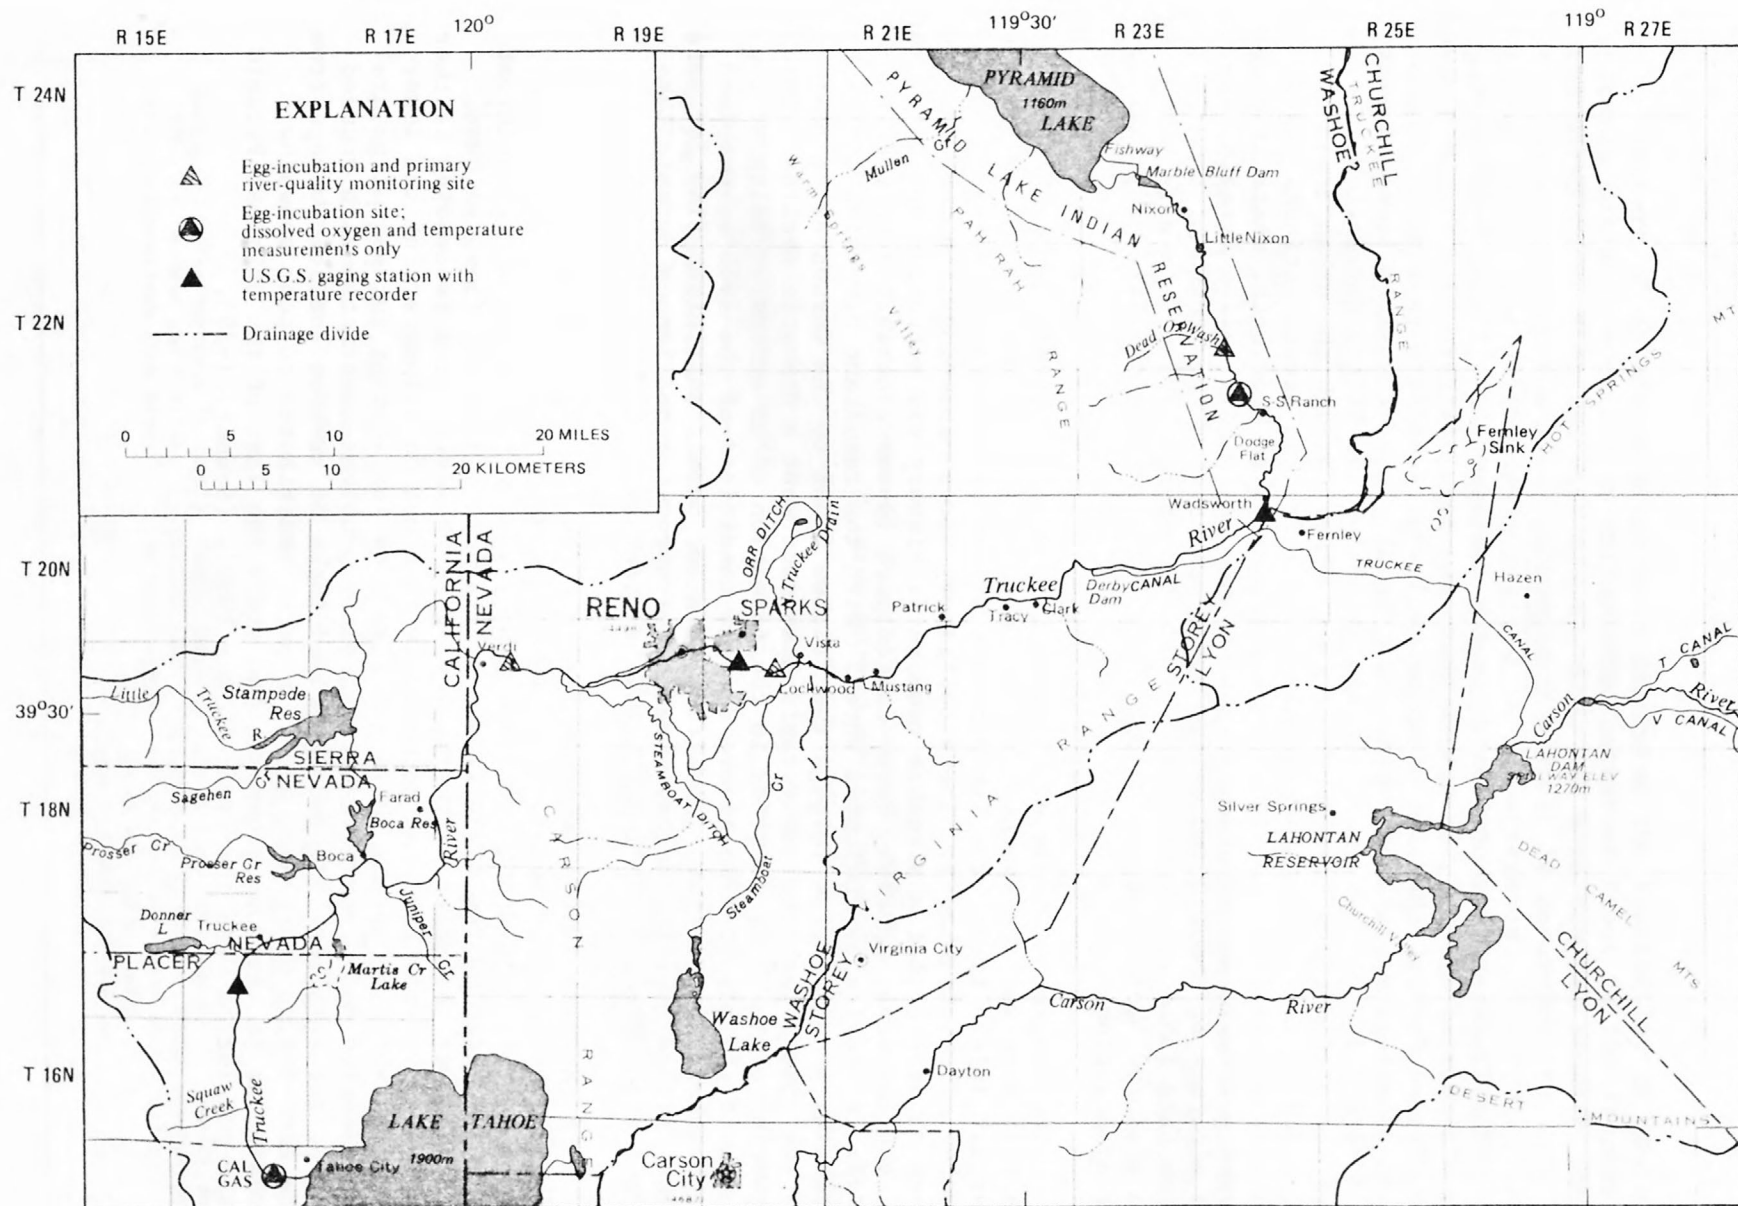 R 15E
R 17E
120°
R 19E
R 21E
119°30'
R 23E
R 25E
119°
R 27E
T 24N
T 22N
T 20N
39°30'
T 18N
T 16N
EXPLANATION
Egg-incubation and primary
river-quality monitoring site
Egg-incubation site;
dissolved oxygen and temperature
measurements only
U.S.G.S. gaging station with
temperature recorder
Drainage divide
0 5 10 20 MILES
0 5 10 20 KILOMETERS
PYRAMID
1160m
LAKE
Fishway
Marble Bluff Dam
Nixon
Little Nixon
PYRAMID LAKE INDIAN RESERVATION
Mullen
Warm Springs
Valley
PAH RAH
RANGE
WASHOE
CHURCHILL
TRUCKEE
RANGE
Dead Ox Wash
S-S Ranch
Dodge
Flat
Wadsworth
Fernley
Fernley
Sink
HOT SPRINGS
MT
TRUCKEE
CANAL
Hazen
River
Truckee
Derby
Dam
CANAL
Patrick
Tracy
Clark
STOREY
LYON
CALIFORNIA
NEVADA
ORR DITCH
N. Truckee Drain
RENO
SPARKS
Verdi
Vista
Lockwood
Mustang
STEAMBOAT DITCH
Steamboat
Cr
CARSON
RANGE
VIRGINIA RANGE
Little
Truckee
R
Stampede
Res
SIERRA
NEVADA
Sagehen
Cr
Farad
Boca Res
River
Boca
Prosser Cr
Prosser Cr
Res
Juniper
Cr
Donner
L
Truckee
NEVADA
PLACER
Martis Cr
Lake
Squaw
Creek
Truckee
LAKE TAHOE
1900m
Tahoe City
CAL
GAS
Washoe
Lake
WASHOE
STOREY
Virginia City
Carson
City
Dayton
Carson
River
Silver Springs
LAHONTAN
RESERVOIR
Churchill Valley
LAHONTAN
DAM
1270m
Carson
River
T CANAL
V CANAL
DEAD CAMEL
MTS
CHURCHILL
LYON
DESERT
MOUNTAINS